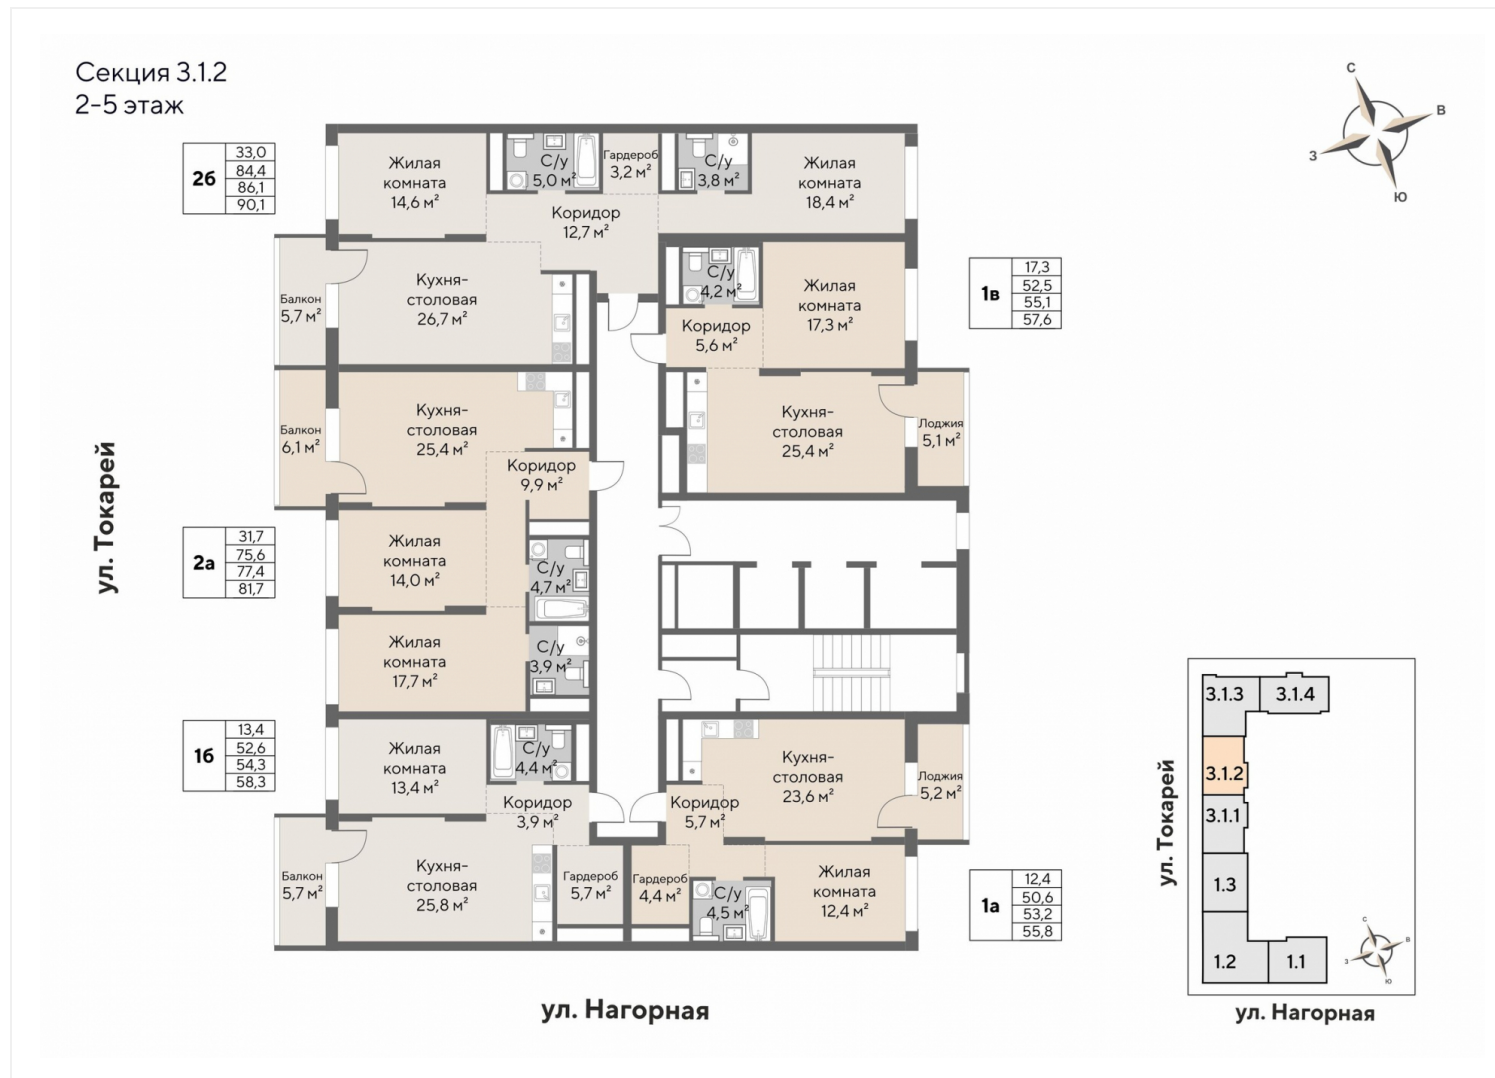 Секция 3.1.2
2-5 этаж
С
В
З
Ю
2б
33,0
84,4
86,1
90,1
Жилая
комната
14,6 м²
С/у
5,0 м²
Гардероб
3,2 м²
С/у
3,8 м²
Жилая
комната
18,4 м²
Коридор
12,7 м²
Балкон
5,7 м²
Кухня-
столовая
26,7 м²
С/у
4,2 м²
Жилая
комната
17,3 м²
Коридор
5,6 м²
1в
17,3
52,5
55,1
57,6
Балкон
6,1 м²
Кухня-
столовая
25,4 м²
Коридор
9,9 м²
Кухня-
столовая
25,4 м²
Лоджия
5,1 м²
ул. Токарей
2а
31,7
75,6
77,4
81,7
Жилая
комната
14,0 м²
С/у
4,7 м²
Жилая
комната
17,7 м²
С/у
3,9 м²
1б
13,4
52,6
54,3
58,3
Жилая
комната
13,4 м²
С/у
4,4 м²
Коридор
3,9 м²
Балкон
5,7 м²
Кухня-
столовая
25,8 м²
Гардероб
5,7 м²
Кухня-
столовая
23,6 м²
Лоджия
5,2 м²
Коридор
5,7 м²
Гардероб
4,4 м²
С/у
4,5 м²
Жилая
комната
12,4 м²
1а
12,4
50,6
53,2
55,8
ул. Нагорная
3.1.3
3.1.4
3.1.2
3.1.1
1.3
1.2
1.1
ул. Токарей
С
В
З
Ю
ул. Нагорная